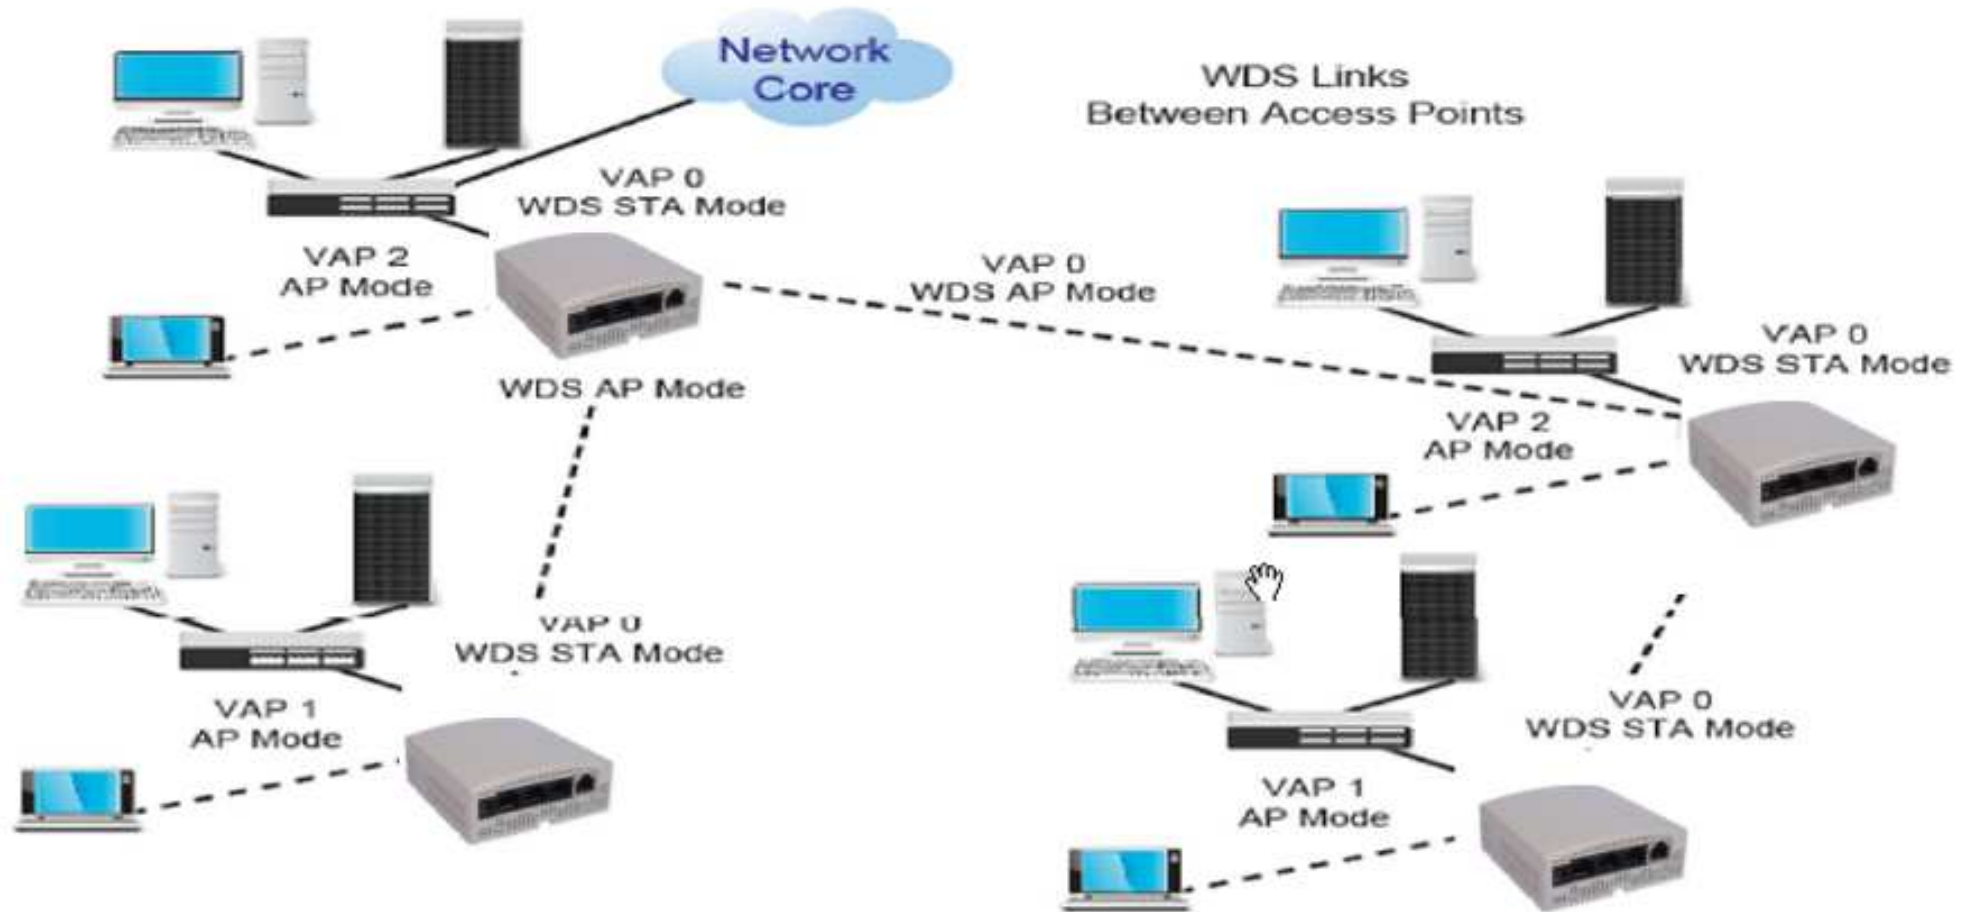 Network
Core
WDS Links
Between Access Points
VAP 0
WDS STA Mode
VAP 2
AP Mode
VAP 0
WDS AP Mode
VAP 0
WDS STA Mode
WDS AP Mode
VAP 2
AP Mode
VAP 0
WDS STA Mode
VAP 1
AP Mode
VAP 0
WDS STA Mode
VAP 1
AP Mode